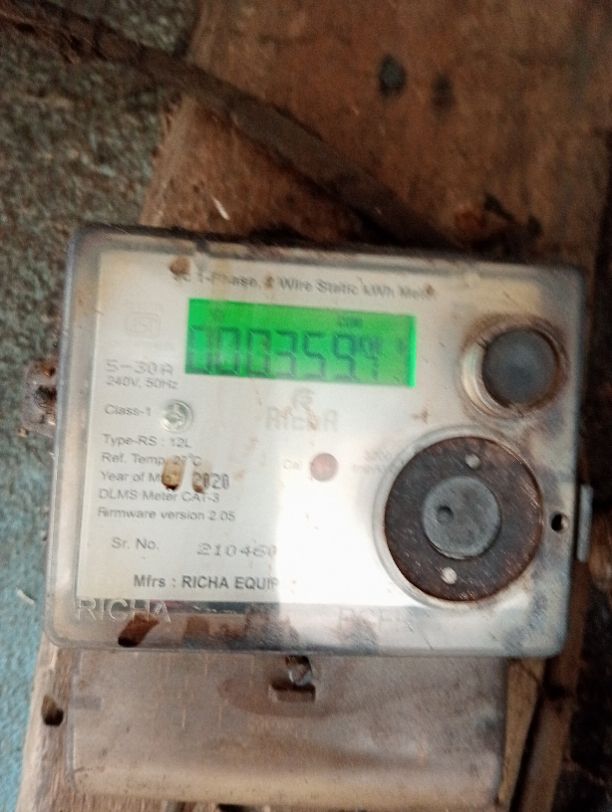 1-Phase, 2 Wire Static kWh Meter
5-30A
240V, 50Hz
Class-1
RICHA
Type-RS : 12L
Ref. Temp. 27°C
Cal
Year of 2020
DLMS Meter CAT-3
Firmware version 2.05
Sr. No. 210460
Mfrs : RICHA EQUIP
RICHA